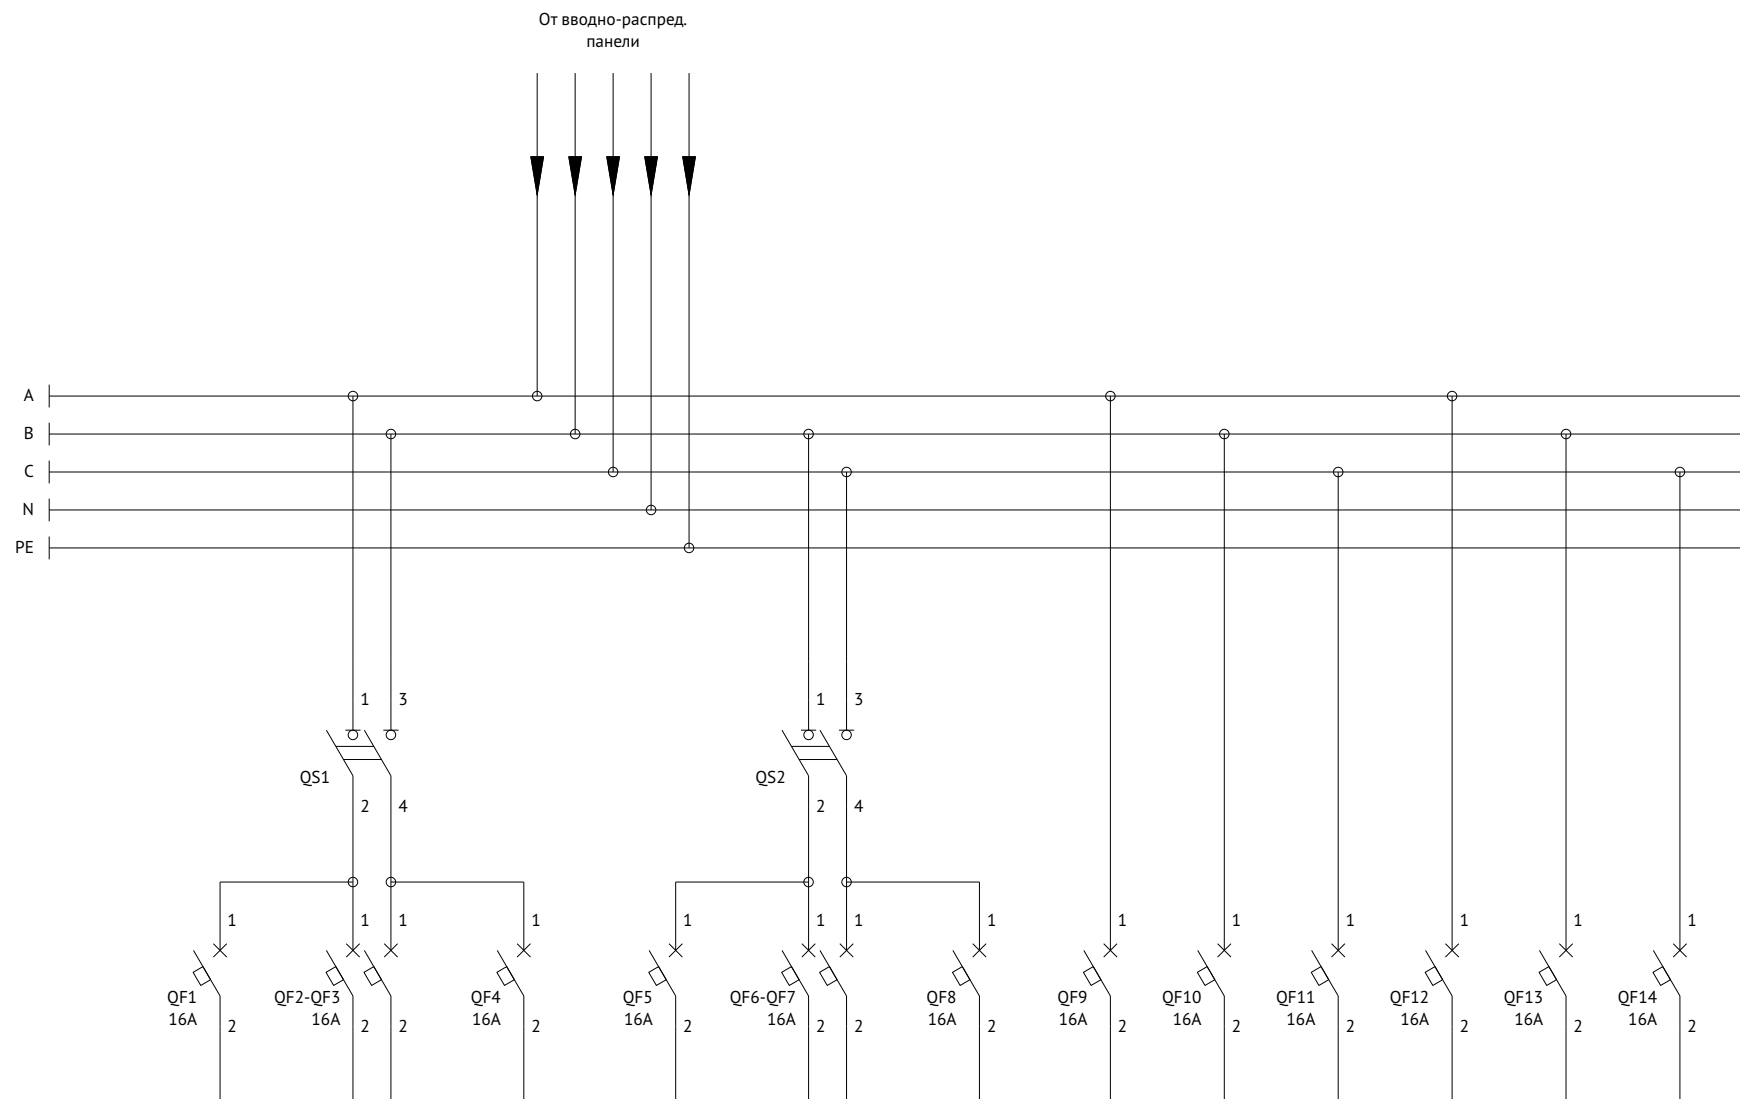 От вводно-распред.
панели
A
B
C
N
PE
1 3 1 3
QS1 QS2
2 4 2 4
1 1 1 1 1 1 1 1 1 1 1 1 1 1
QF1 QF2-QF3 QF4 QF5 QF6-QF7 QF8 QF9 QF10 QF11 QF12 QF13 QF14
16A 16A 16A 16A 16A 16A 16A 16A 16A 16A 16A 16A
2 2 2 2 2 2 2 2 2 2 2 2 2 2